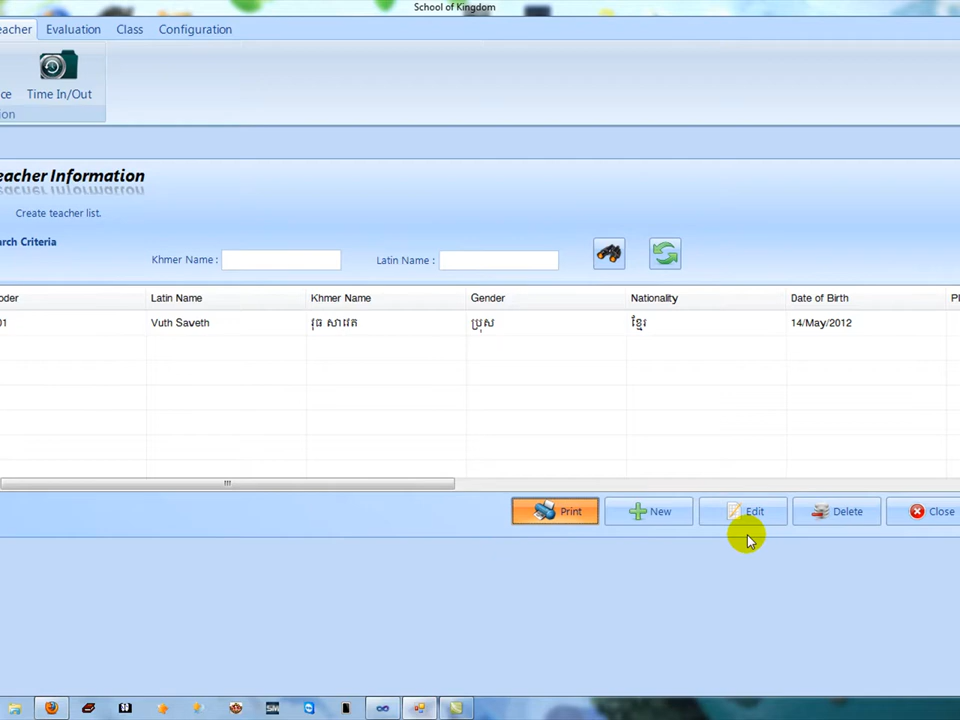 School of Kingdom
eacher Evaluation Class Configuration
ce Time In/Out
ion
eacher Information
Create teacher list.
rch Criteria
Khmer Name : Latin Name :
oder Latin Name Khmer Name Gender Nationality Date of Birth Pl
01 Vuth Saveth វុធ សាវេត ប្រុស ខ្មែរ 14/May/2012
Print New Edit Delete Close